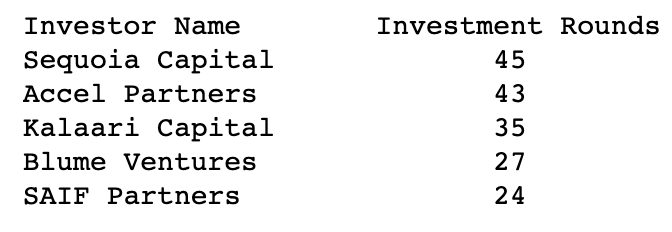 Investor Name Investment Rounds
Sequoia Capital 45
Accel Partners 43
Kalaari Capital 35
Blume Ventures 27
SAIF Partners 24